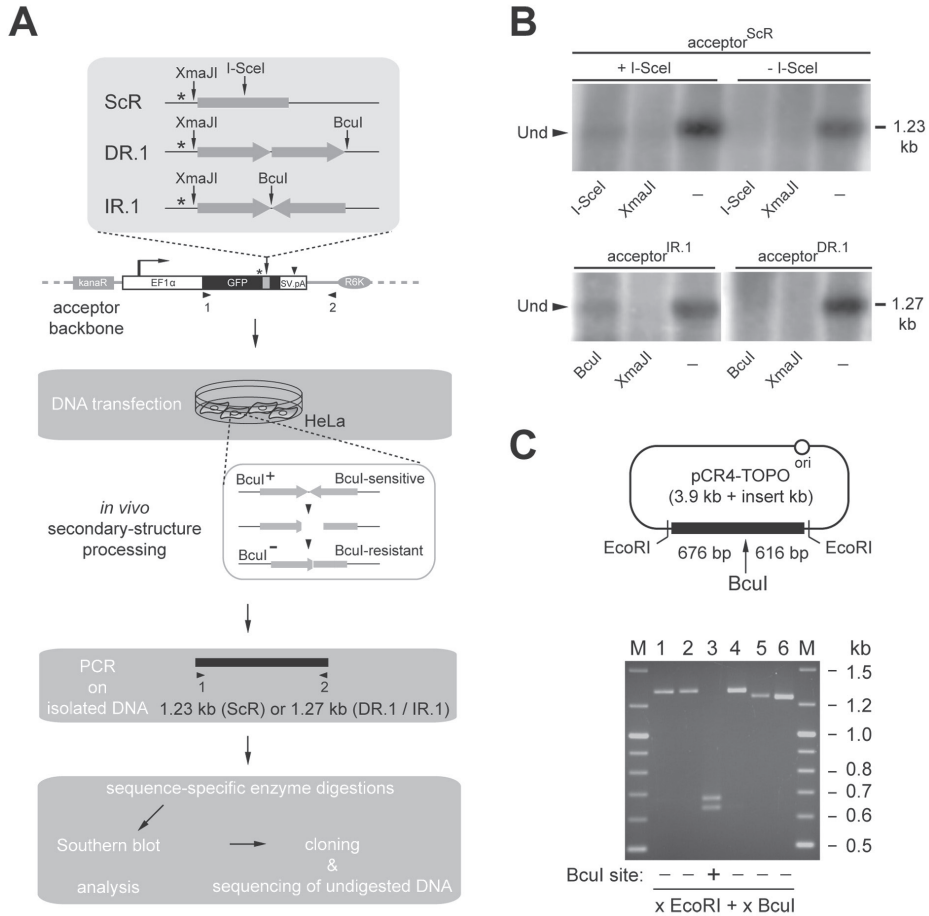 A
XmaJI
I-SceI
ScR
*
XmaJI
BcuI
DR.1
*
XmaJI
BcuI
IR.1
*
kanaR
EF1α
GFP
*
SV.pA
R6K
acceptor
backbone
1
2
DNA transfection
HeLa
in vivo
secondary-structure
processing
BcuI+
BcuI-sensitive
BcuI–
BcuI-resistant
PCR
on
isolated DNA
1
2
1.23 kb (ScR) or 1.27 kb (DR.1 / IR.1)
sequence-specific enzyme digestions
Southern blot
analysis
cloning
&
sequencing of undigested DNA
B
acceptorScR
+ I-SceI
- I-SceI
Und
1.23
kb
I-SceI
XmaJI
–
I-SceI
XmaJI
–
acceptorIR.1
acceptorDR.1
Und
1.27
kb
BcuI
XmaJI
–
BcuI
XmaJI
–
C
ori
pCR4-TOPO
(3.9 kb + insert kb)
EcoRI
EcoRI
676 bp
616 bp
BcuI
M 1 2 3 4 5 6 M kb
– 1.5
– 1.2
– 1.0
– 0.8
– 0.7
– 0.6
– 0.5
BcuI site: – – + – – –
x EcoRI + x BcuI